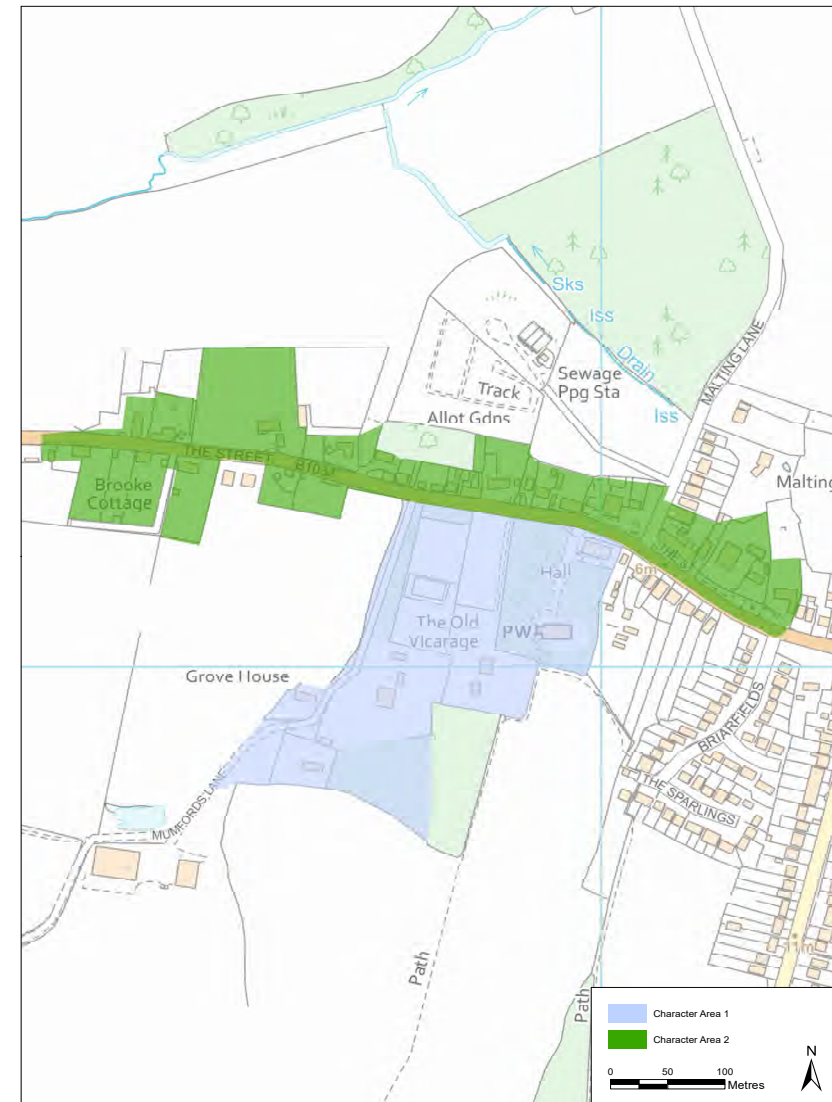 Sks
Iss
Drain
Iss
MALTING LANE
Sewage
Ppg Sta
Track
Allot Gdns
Malting
THE STREET
Brooke
Cottage
Hall
6m
The Old
Vicarage
PW
Grove House
BRIARFIELDS
THE SPARLINGS
MUMFORDS LANE
11m
Path
Path
Character Area 1
Character Area 2
N
0 50 100
Metres